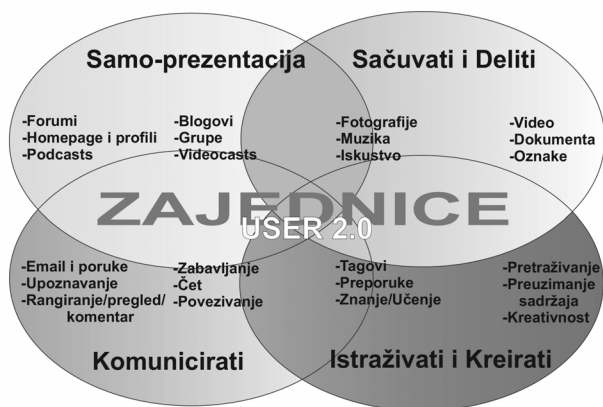 Samo-prezentacija
-Forumi
-Homepage i profili
-Podcasts
-Blogovi
-Grupe
-Videocasts
Sačuvati i Deliti
-Fotografije
-Muzika
-Iskustvo
-Video
-Dokumenta
-Oznake
ZAJEDNICE
USER 2.0
-Email i poruke
-Upoznavanje
-Rangiranje/pregled/
komentar
-Zabavljanje
-Čet
-Povezivanje
Komunicirati
-Tagovi
-Preporuke
-Znanje/Učenje
-Pretraživanje
-Preuzimanje
sadržaja
-Kreativnost
Istraživati i Kreirati